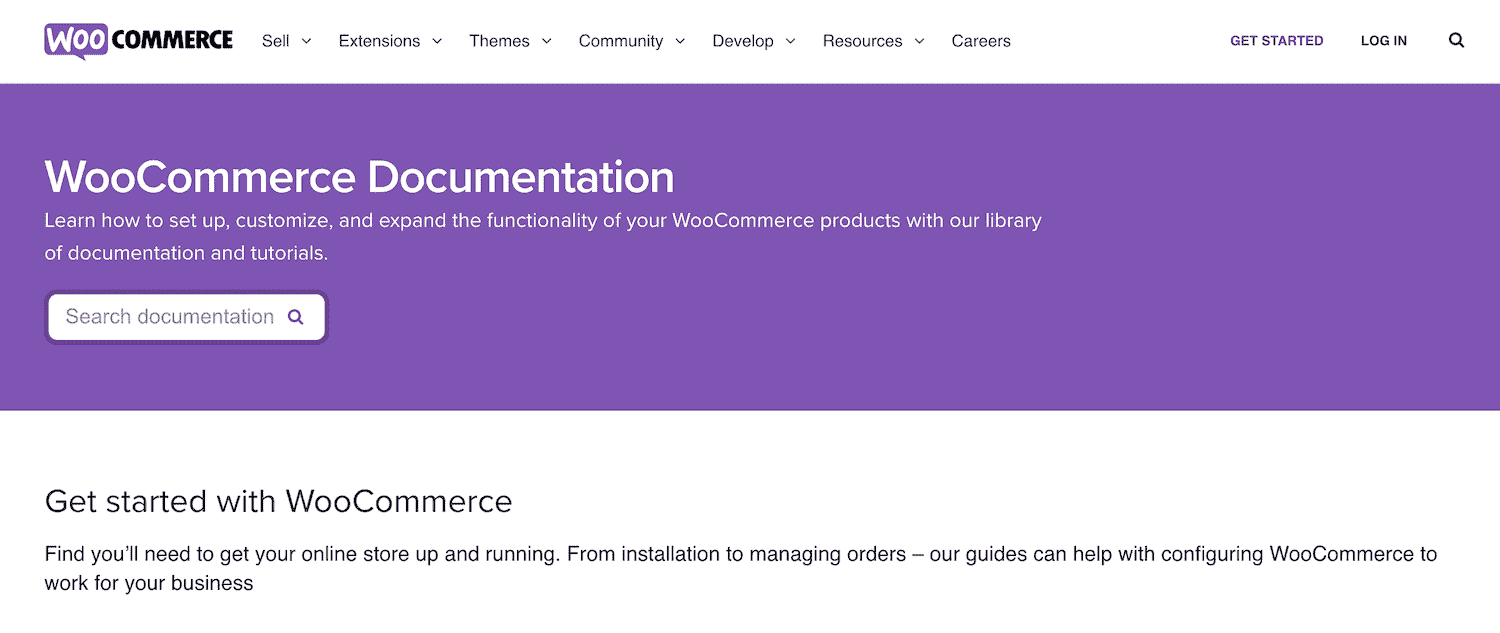 WOO COMMERCE Sell Extensions Themes Community Develop Resources Careers GET STARTED LOG IN
WooCommerce Documentation
Learn how to set up, customize, and expand the functionality of your WooCommerce products with our library
of documentation and tutorials.
Search documentation
Get started with WooCommerce
Find you’ll need to get your online store up and running. From installation to managing orders – our guides can help with configuring WooCommerce to
work for your business